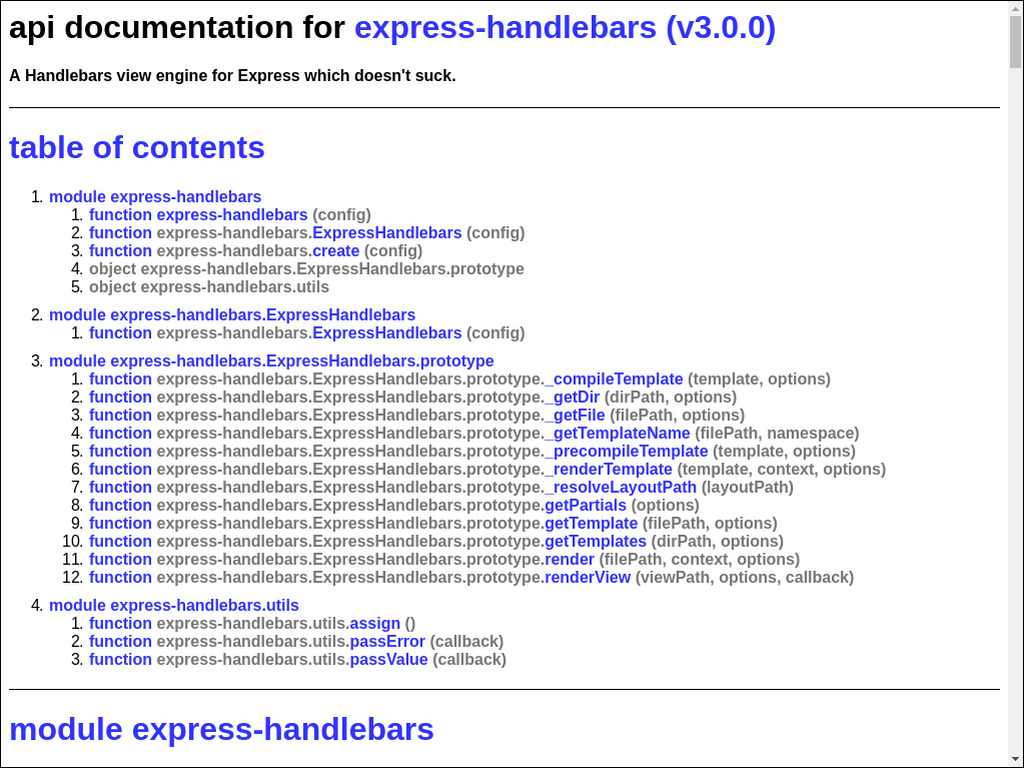 api documentation for express-handlebars (v3.0.0)
A Handlebars view engine for Express which doesn't suck.
table of contents
1. module express-handlebars
1. function express-handlebars (config)
2. function express-handlebars.ExpressHandlebars (config)
3. function express-handlebars.create (config)
4. object express-handlebars.ExpressHandlebars.prototype
5. object express-handlebars.utils
2. module express-handlebars.ExpressHandlebars
1. function express-handlebars.ExpressHandlebars (config)
3. module express-handlebars.ExpressHandlebars.prototype
1. function express-handlebars.ExpressHandlebars.prototype._compileTemplate (template, options)
2. function express-handlebars.ExpressHandlebars.prototype._getDir (dirPath, options)
3. function express-handlebars.ExpressHandlebars.prototype._getFile (filePath, options)
4. function express-handlebars.ExpressHandlebars.prototype._getTemplateName (filePath, namespace)
5. function express-handlebars.ExpressHandlebars.prototype._precompileTemplate (template, options)
6. function express-handlebars.ExpressHandlebars.prototype._renderTemplate (template, context, options)
7. function express-handlebars.ExpressHandlebars.prototype._resolveLayoutPath (layoutPath)
8. function express-handlebars.ExpressHandlebars.prototype.getPartials (options)
9. function express-handlebars.ExpressHandlebars.prototype.getTemplate (filePath, options)
10. function express-handlebars.ExpressHandlebars.prototype.getTemplates (dirPath, options)
11. function express-handlebars.ExpressHandlebars.prototype.render (filePath, context, options)
12. function express-handlebars.ExpressHandlebars.prototype.renderView (viewPath, options, callback)
4. module express-handlebars.utils
1. function express-handlebars.utils.assign ()
2. function express-handlebars.utils.passError (callback)
3. function express-handlebars.utils.passValue (callback)
module express-handlebars